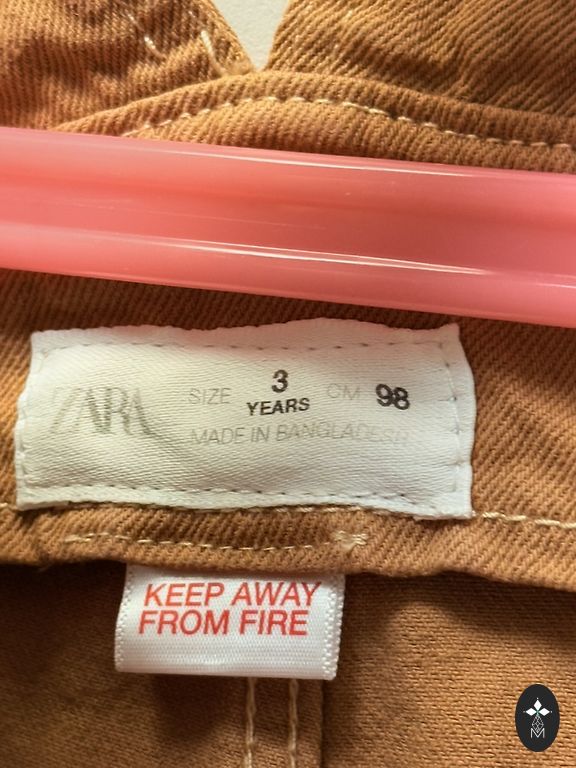 ZARA
SIZE 3 YEARS CM 98
MADE IN BANGLADESH
KEEP AWAY
FROM FIRE
M